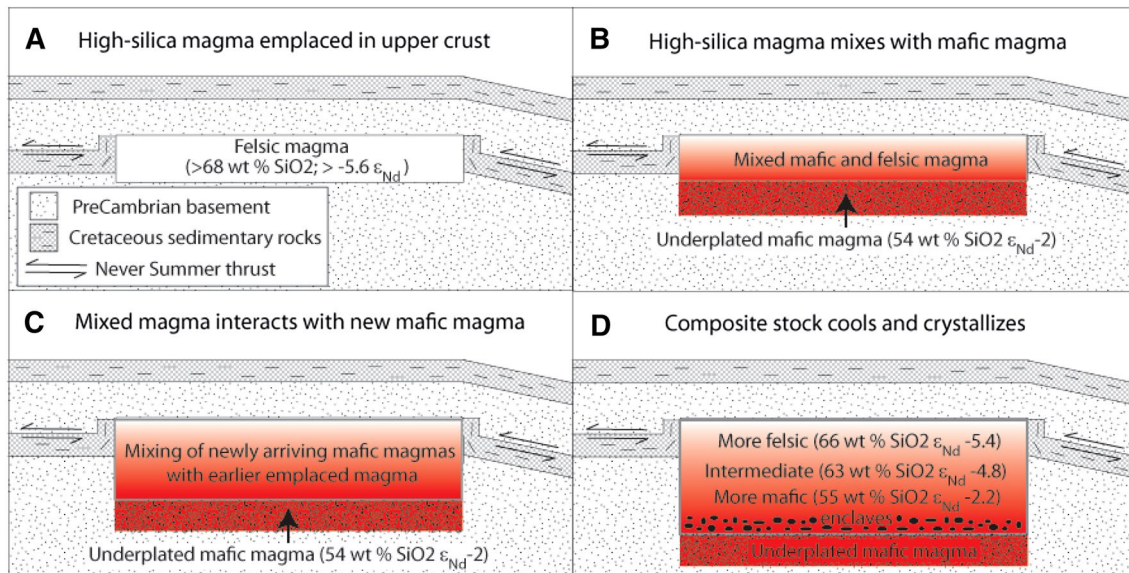 A High-silica magma emplaced in upper crust
Felsic magma
(>68 wt % SiO2; > -5.6 εNd)
PreCambrian basement
Cretaceous sedimentary rocks
Never Summer thrust
B High-silica magma mixes with mafic magma
Mixed mafic and felsic magma
Underplated mafic magma (54 wt % SiO2 εNd-2)
C Mixed magma interacts with new mafic magma
Mixing of newly arriving mafic magmas
with earlier emplaced magma
Underplated mafic magma (54 wt % SiO2 εNd-2)
D Composite stock cools and crystallizes
More felsic (66 wt % SiO2 εNd -5.4)
Intermediate (63 wt % SiO2 εNd -4.8)
More mafic (55 wt % SiO2 εNd -2.2)
enclaves
Underplated mafic magma